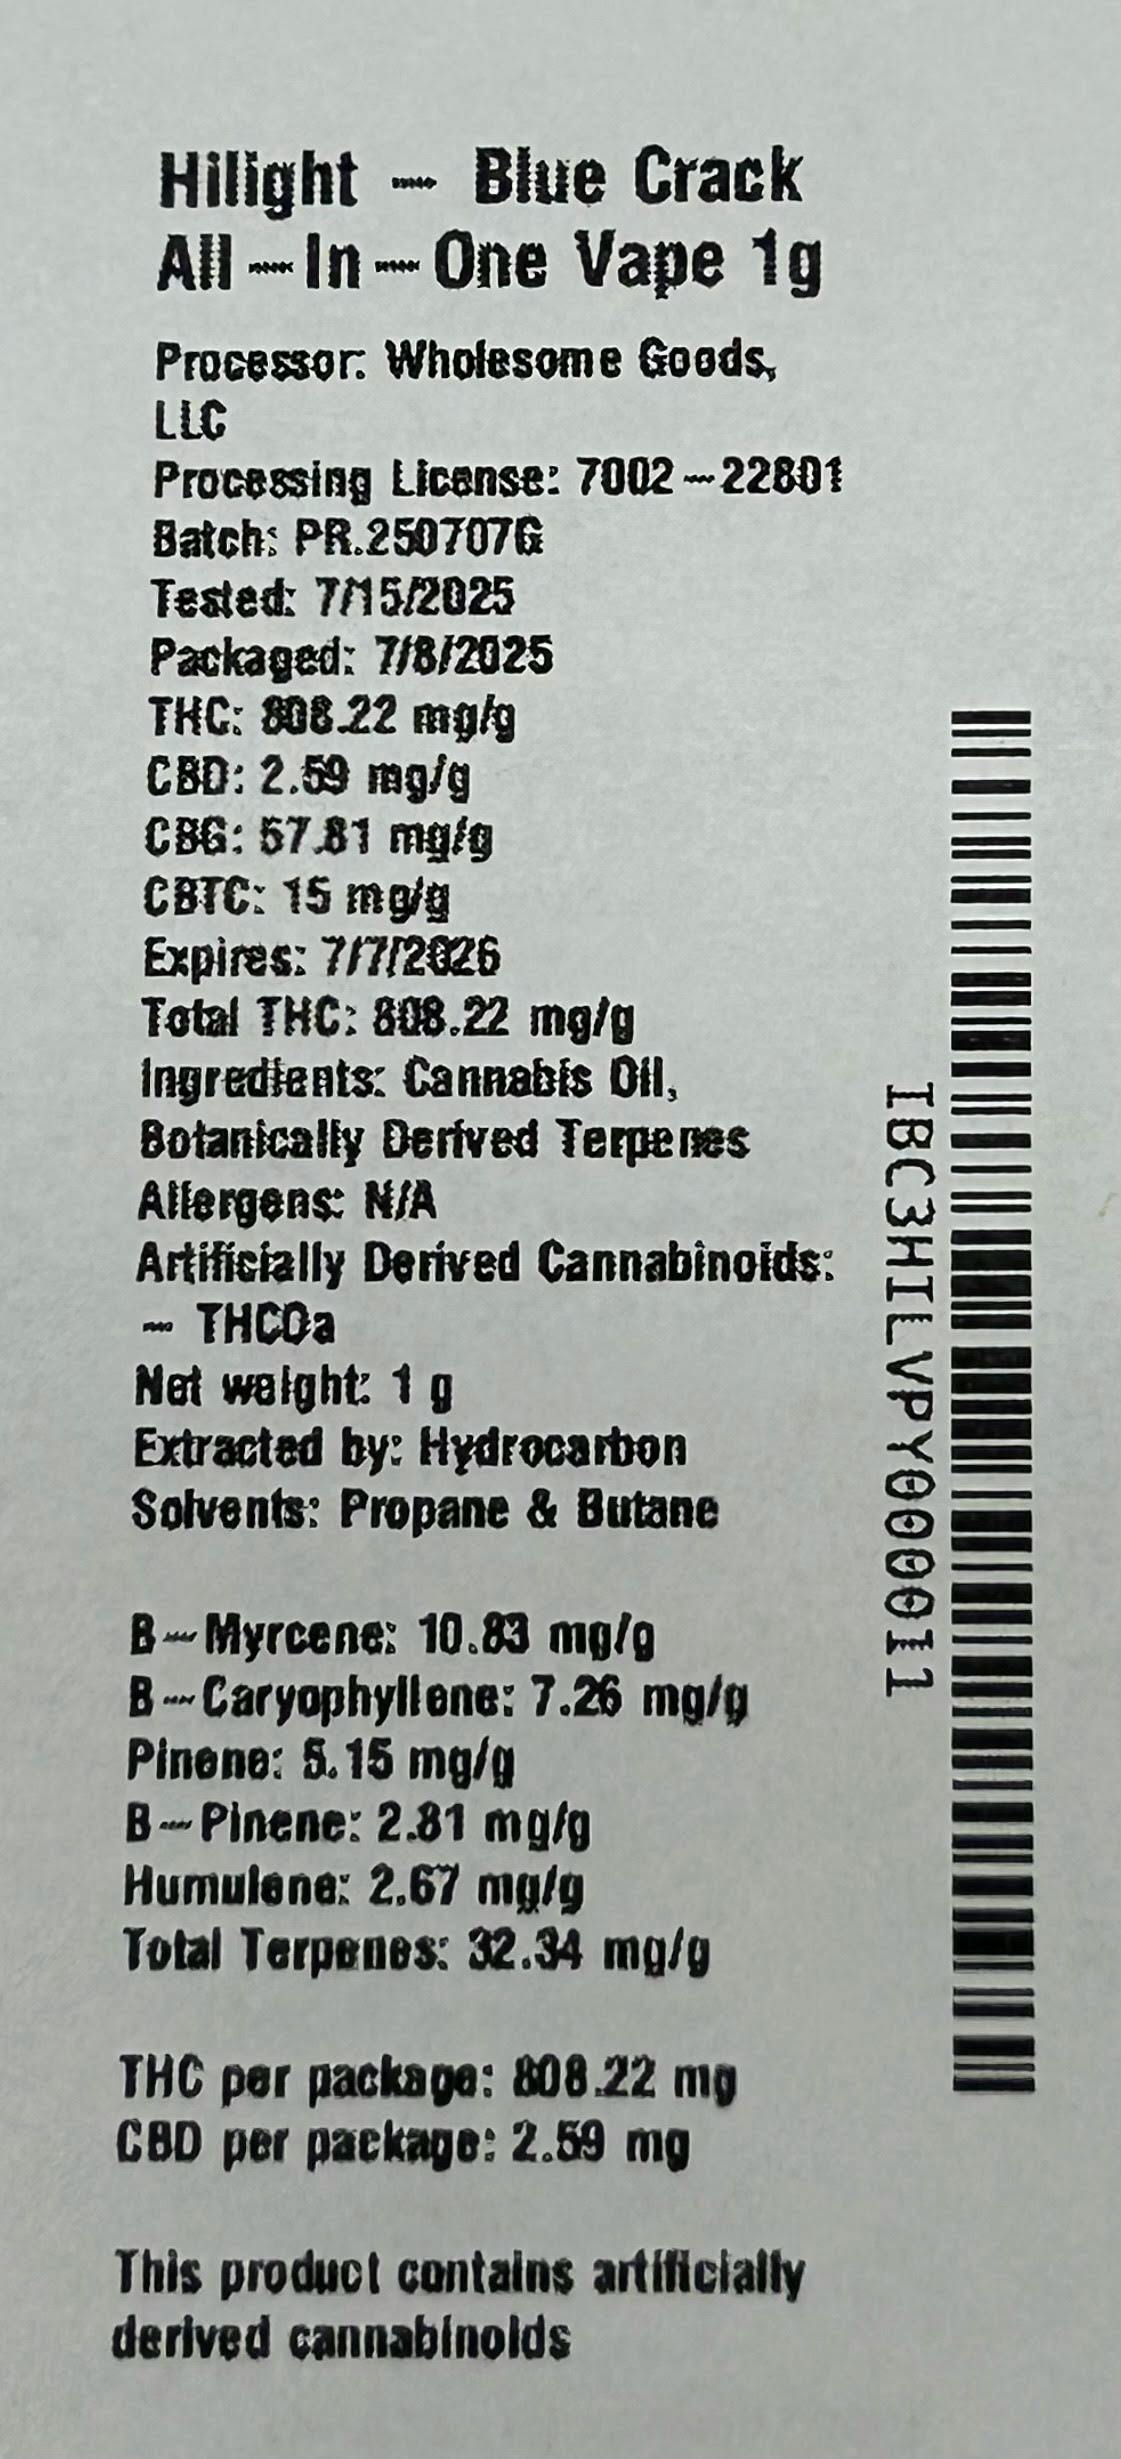 Hilight - Blue Crack
All-In-One Vape 1g
Processor: Wholesome Goods,
LLC
Processing License: 7002-22801
Batch: PR.250707G
Tested: 7/15/2025
Packaged: 7/8/2025
THC: 808.22 mg/g
CBD: 2.59 mg/g
CBG: 57.81 mg/g
CBTC: 15 mg/g
Expires: 7/7/2026
Total THC: 808.22 mg/g
Ingredients: Cannabis Oil,
Botanically Derived Terpenes
Allergens: N/A
Artificially Derived Cannabinoids:
- THCOa
Net weight: 1 g
Extracted by: Hydrocarbon
Solvents: Propane & Butane
B-Myrcene: 10.83 mg/g
B-Caryophyllene: 7.26 mg/g
Pinene: 5.15 mg/g
B-Pinene: 2.81 mg/g
Humulene: 2.67 mg/g
Total Terpenes: 32.34 mg/g
THC per package: 808.22 mg
CBD per package: 2.59 mg
This product contains artificially
derived cannabinoids
IBC3HILVPY0000I1